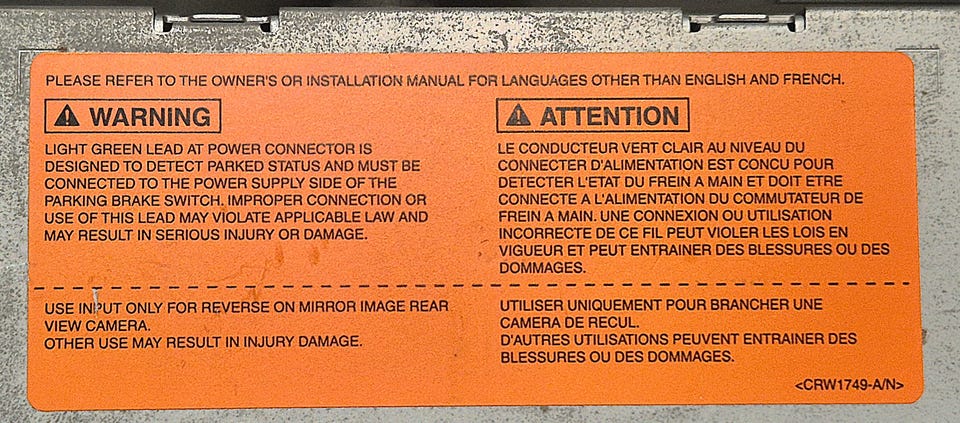 PLEASE REFER TO THE OWNER'S OR INSTALLATION MANUAL FOR LANGUAGES OTHER THAN ENGLISH AND FRENCH.
WARNING
LIGHT GREEN LEAD AT POWER CONNECTOR IS
DESIGNED TO DETECT PARKED STATUS AND MUST BE
CONNECTED TO THE POWER SUPPLY SIDE OF THE
PARKING BRAKE SWITCH. IMPROPER CONNECTION OR
USE OF THIS LEAD MAY VIOLATE APPLICABLE LAW AND
MAY RESULT IN SERIOUS INJURY OR DAMAGE.
ATTENTION
LE CONDUCTEUR VERT CLAIR AU NIVEAU DU
CONNECTER D'ALIMENTATION EST CONCU POUR
DETECTER L'ETAT DU FREIN A MAIN ET DOIT ETRE
CONNECTE A L'ALIMENTATION DU COMMUTATEUR DE
FREIN A MAIN. UNE CONNEXION OU UTILISATION
INCORRECTE DE CE FIL PEUT VIOLER LES LOIS EN
VIGUEUR ET PEUT ENTRAINER DES BLESSURES OU DES
DOMMAGES.
USE INPUT ONLY FOR REVERSE ON MIRROR IMAGE REAR
VIEW CAMERA.
OTHER USE MAY RESULT IN INJURY DAMAGE.
UTILISER UNIQUEMENT POUR BRANCHER UNE
CAMERA DE RECUL.
D'AUTRES UTILISATIONS PEUVENT ENTRAINER DES
BLESSURES OU DES DOMMAGES.
<CRW1749-A/N>